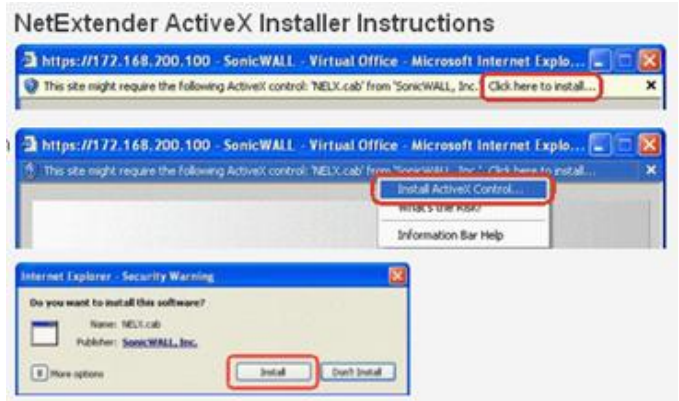 NetExtender ActiveX Installer Instructions
https://172.168.200.100 - SonicWALL - Virtual Office - Microsoft Internet Explo...
This site might require the following ActiveX control: 'NELX.cab' from 'SonicWALL, Inc.' Click here to install...
https://172.168.200.100 - SonicWALL - Virtual Office - Microsoft Internet Explo...
This site might require the following ActiveX control: 'NELX.cab' from 'SonicWALL, Inc.'. Click here to install...
Install ActiveX Control...
What's the Risk?
Information Bar Help
Internet Explorer - Security Warning
Do you want to install this software?
Name: NELX.cab
Publisher: SonicWALL, Inc.
More options
Install
Don't Install